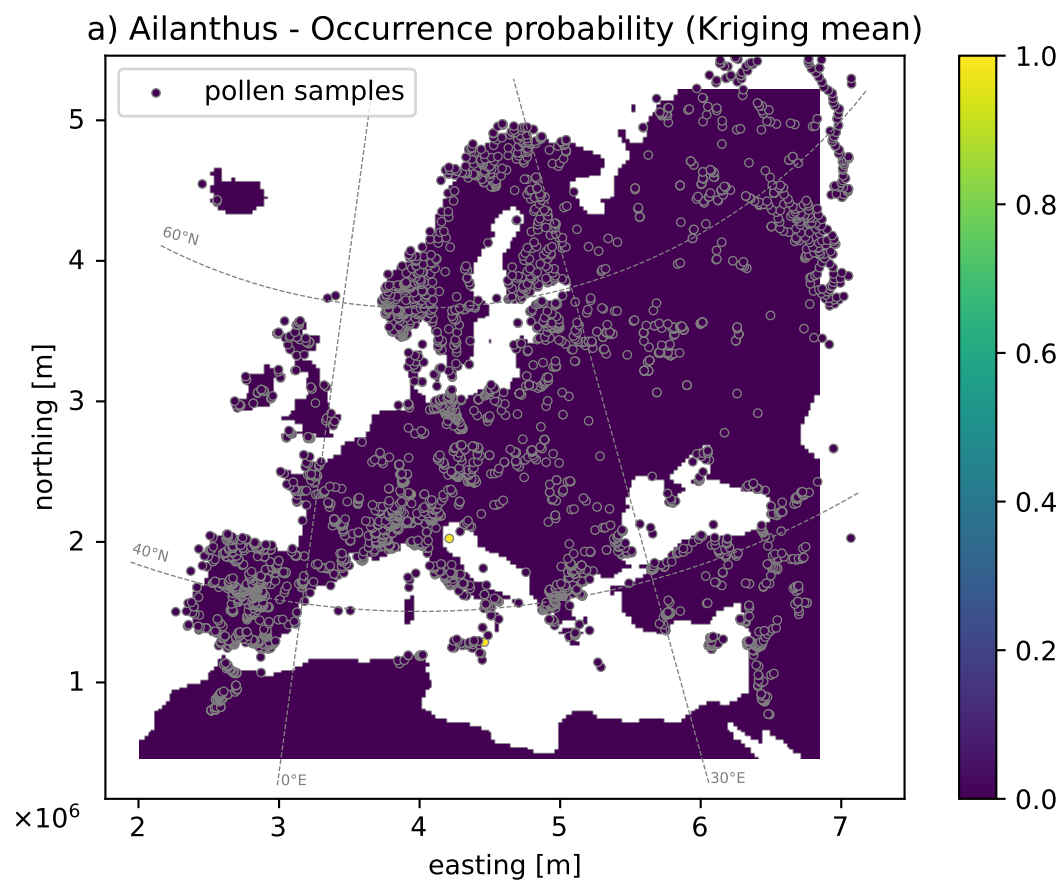 a) Ailanthus - Occurrence probability (Kriging mean)
pollen samples
1.0
0.8
0.6
0.4
0.2
0.0
5
4
3
2
1
northing [m]
60°N
40°N
0°E
30°E
×10⁶
2 3 4 5 6 7
easting [m]